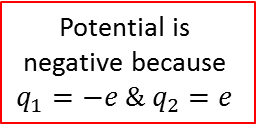 Potential is
negative because
𝑞₁ = −𝑒 & 𝑞₂ = 𝑒